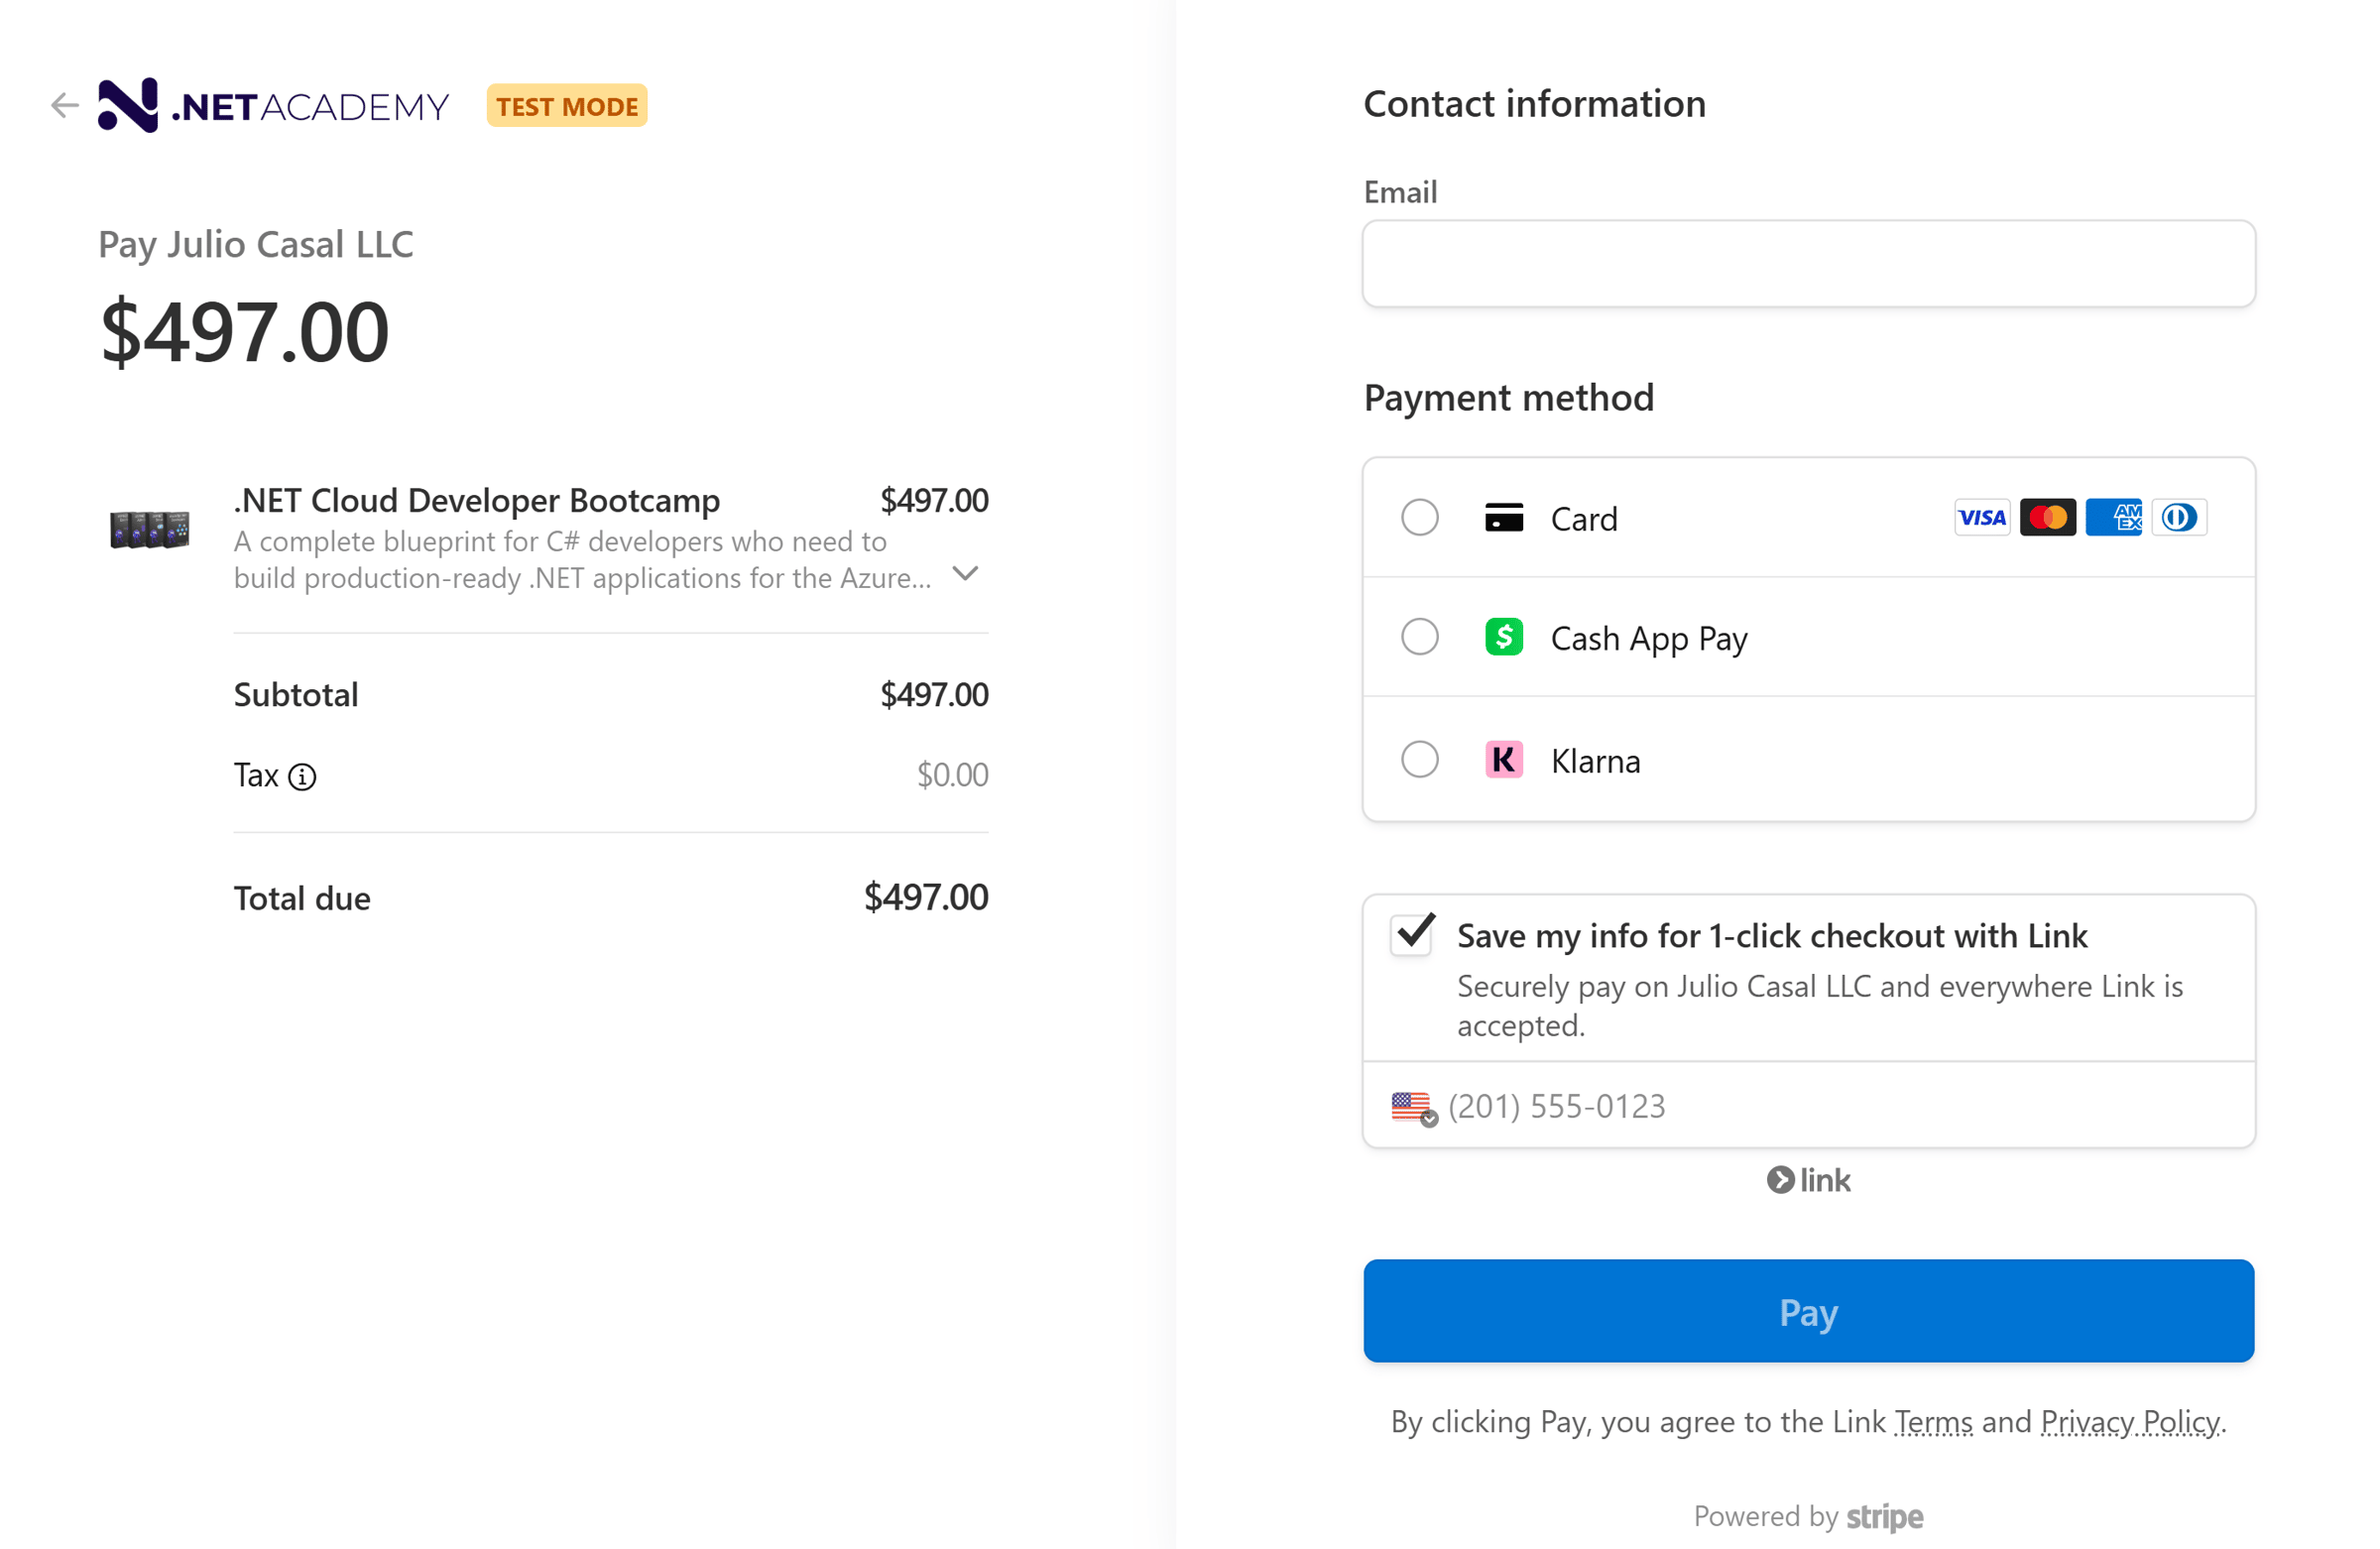 .NETACADEMY
TEST MODE
Pay Julio Casal LLC
$497.00
.NET Cloud Developer Bootcamp $497.00
A complete blueprint for C# developers who need to
build production-ready .NET applications for the Azure...
Subtotal $497.00
Tax $0.00
Total due $497.00
Contact information
Email
Payment method
Card VISA AMEX
Cash App Pay
Klarna
Save my info for 1-click checkout with Link
Securely pay on Julio Casal LLC and everywhere Link is
accepted.
(201) 555-0123
link
Pay
By clicking Pay, you agree to the Link Terms and Privacy Policy.
Powered by stripe